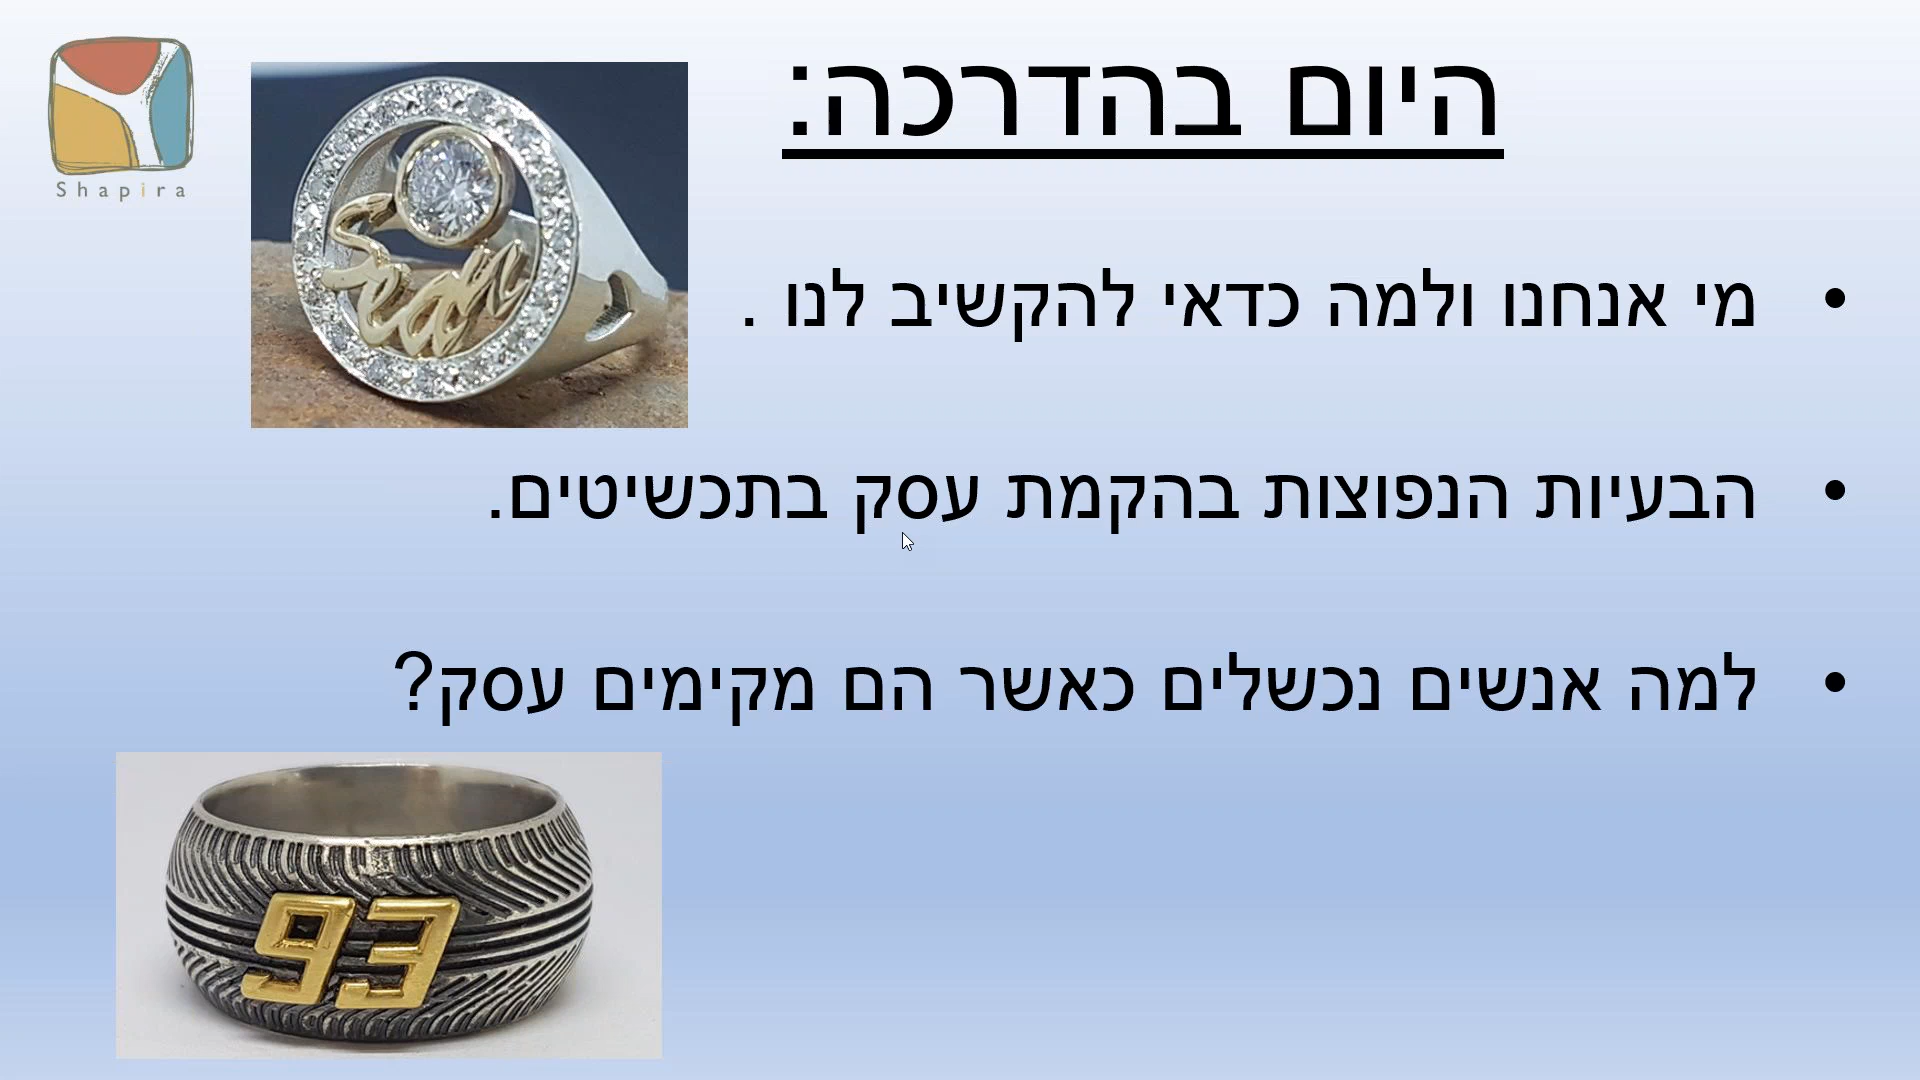 Shapira
היום בהדרכה:
Sean
• מי אנחנו ולמה כדאי להקשיב לנו .
• הבעיות הנפוצות בהקמת עסק בתכשיטים.
• למה אנשים נכשלים כאשר הם מקימים עסק?
93